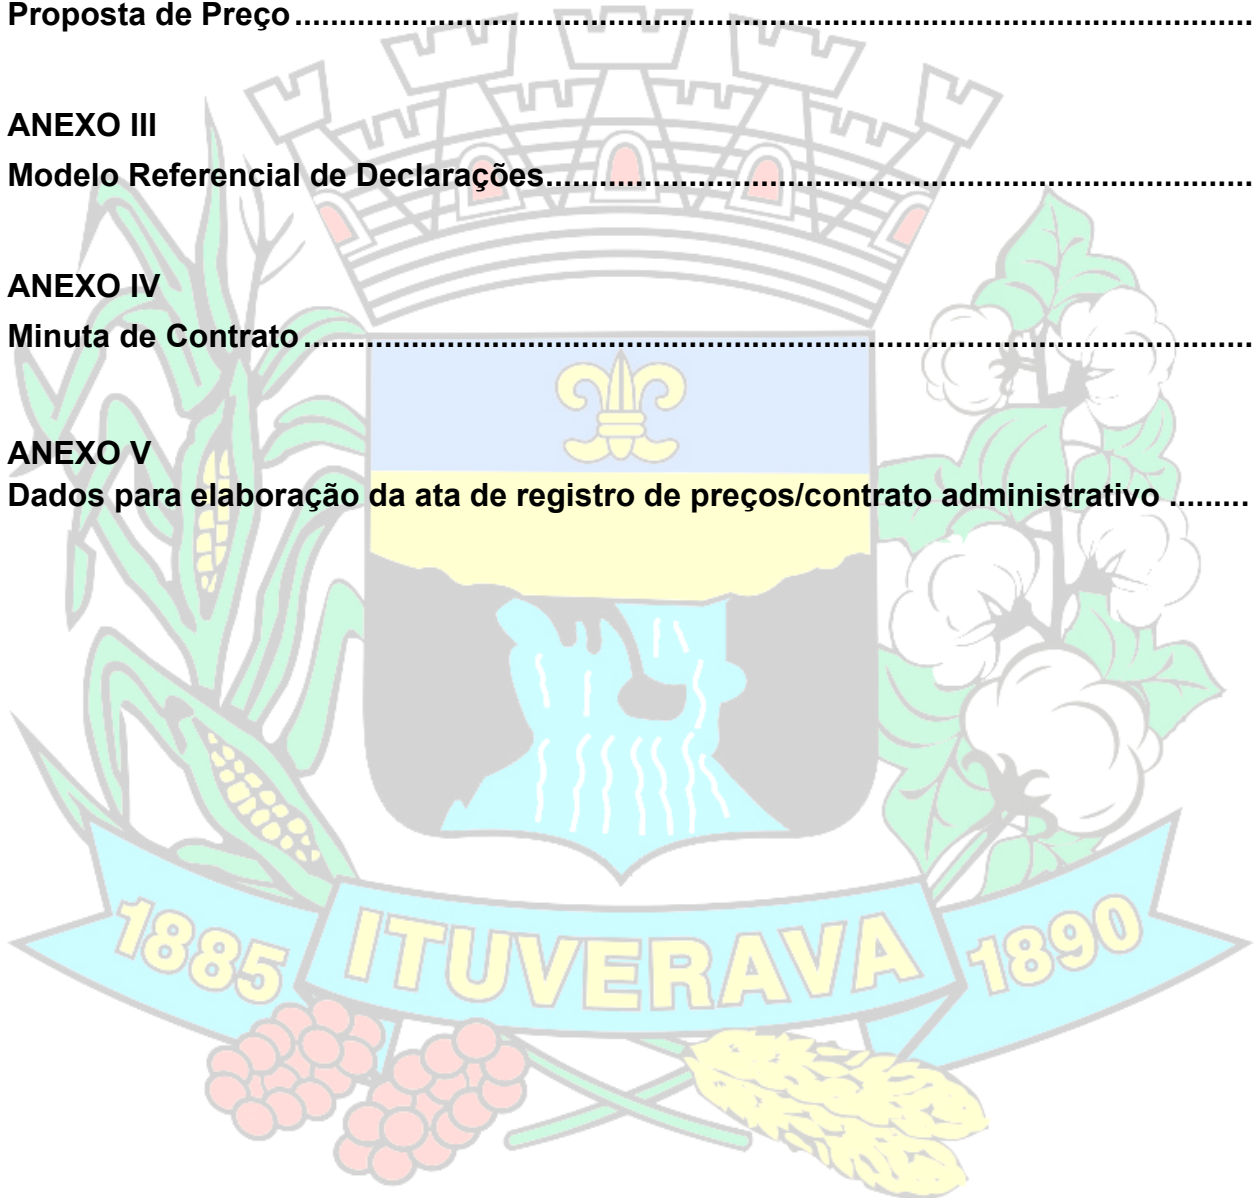 Proposta de Preço............................................................................................................
ANEXO III
Modelo Referencial de Declarações................................................................................
ANEXO IV
Minuta de Contrato...........................................................................................................
ANEXO V
Dados para elaboração da ata de registro de preços/contrato administrativo .........
1885 ITUVERAVA 1890